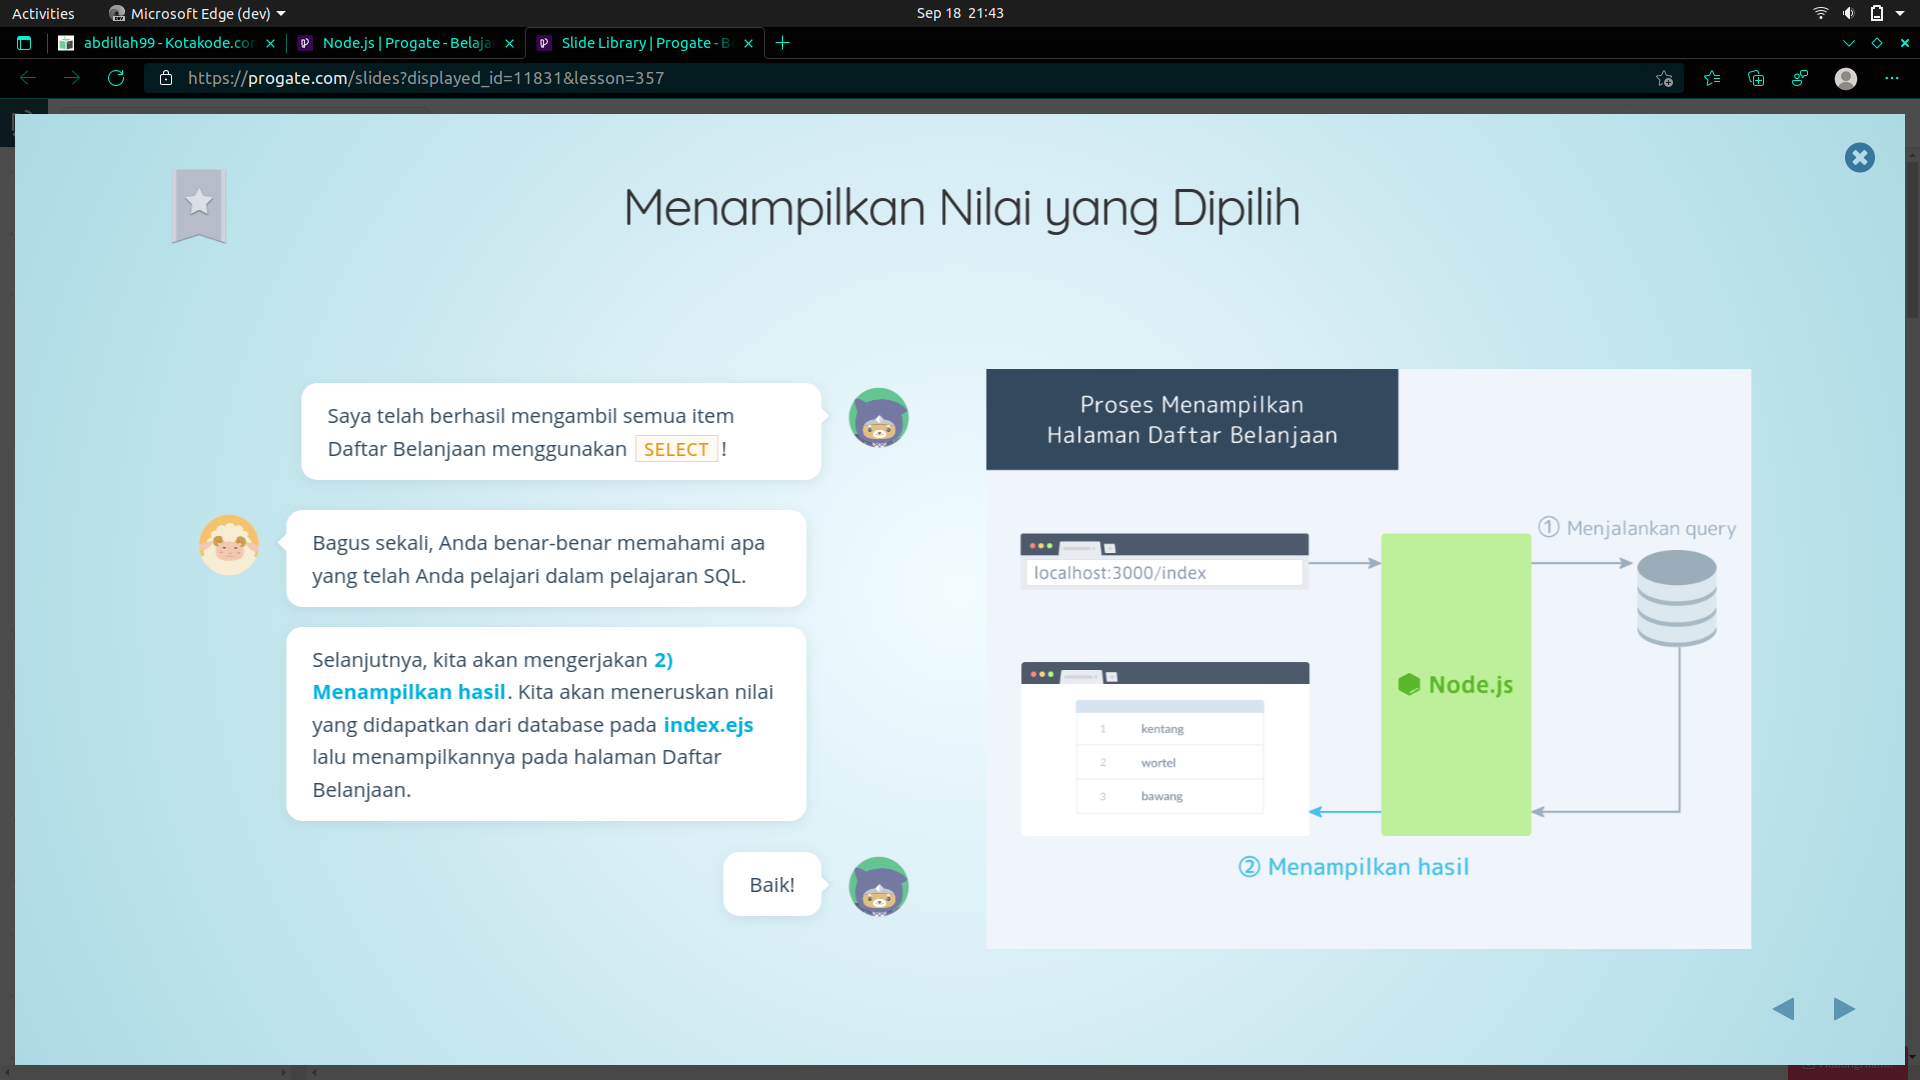 Activities
Microsoft Edge (dev)
Sep 18 21:43
abdillah99 - Kotakode.con
Node.js | Progate - Belaja
Slide Library | Progate - B
https://progate.com/slides?displayed_id=11831&lesson=357
Menampilkan Nilai yang Dipilih
Saya telah berhasil mengambil semua item
Daftar Belanjaan menggunakan SELECT !
Bagus sekali, Anda benar-benar memahami apa
yang telah Anda pelajari dalam pelajaran SQL.
Selanjutnya, kita akan mengerjakan 2)
Menampilkan hasil. Kita akan meneruskan nilai
yang didapatkan dari database pada index.ejs
lalu menampilkannya pada halaman Daftar
Belanjaan.
Baik!
Proses Menampilkan
Halaman Daftar Belanjaan
① Menjalankan query
localhost:3000/index
Node.js
1 kentang
2 wortel
3 bawang
② Menampilkan hasil